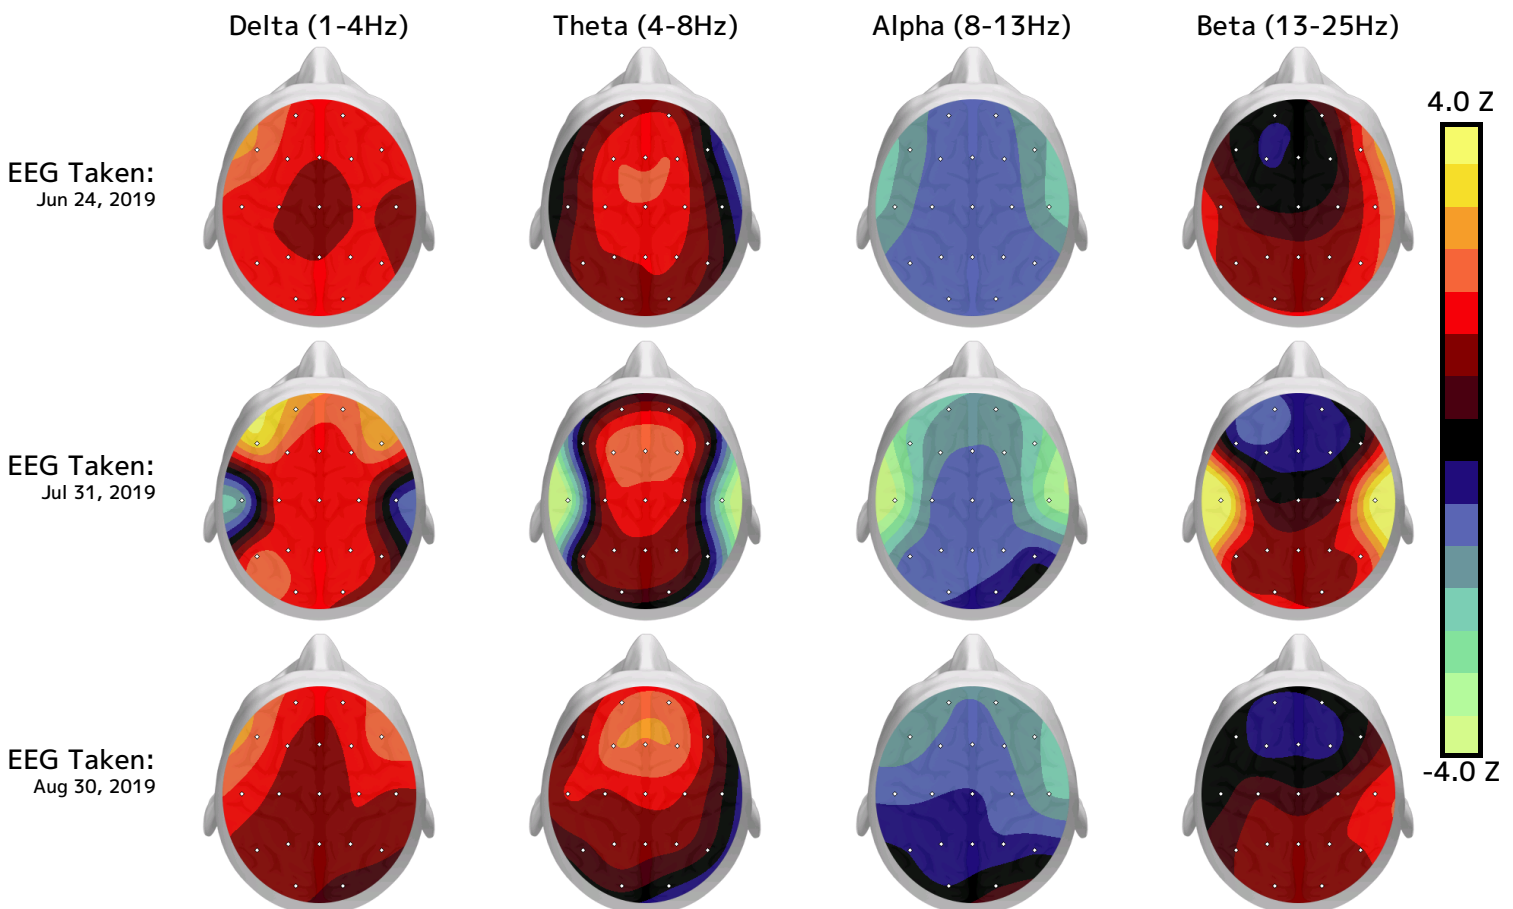 Delta (1-4Hz) Theta (4-8Hz) Alpha (8-13Hz) Beta (13-25Hz)
4.0 Z
EEG Taken:
Jun 24, 2019
EEG Taken:
Jul 31, 2019
EEG Taken:
Aug 30, 2019
-4.0 Z